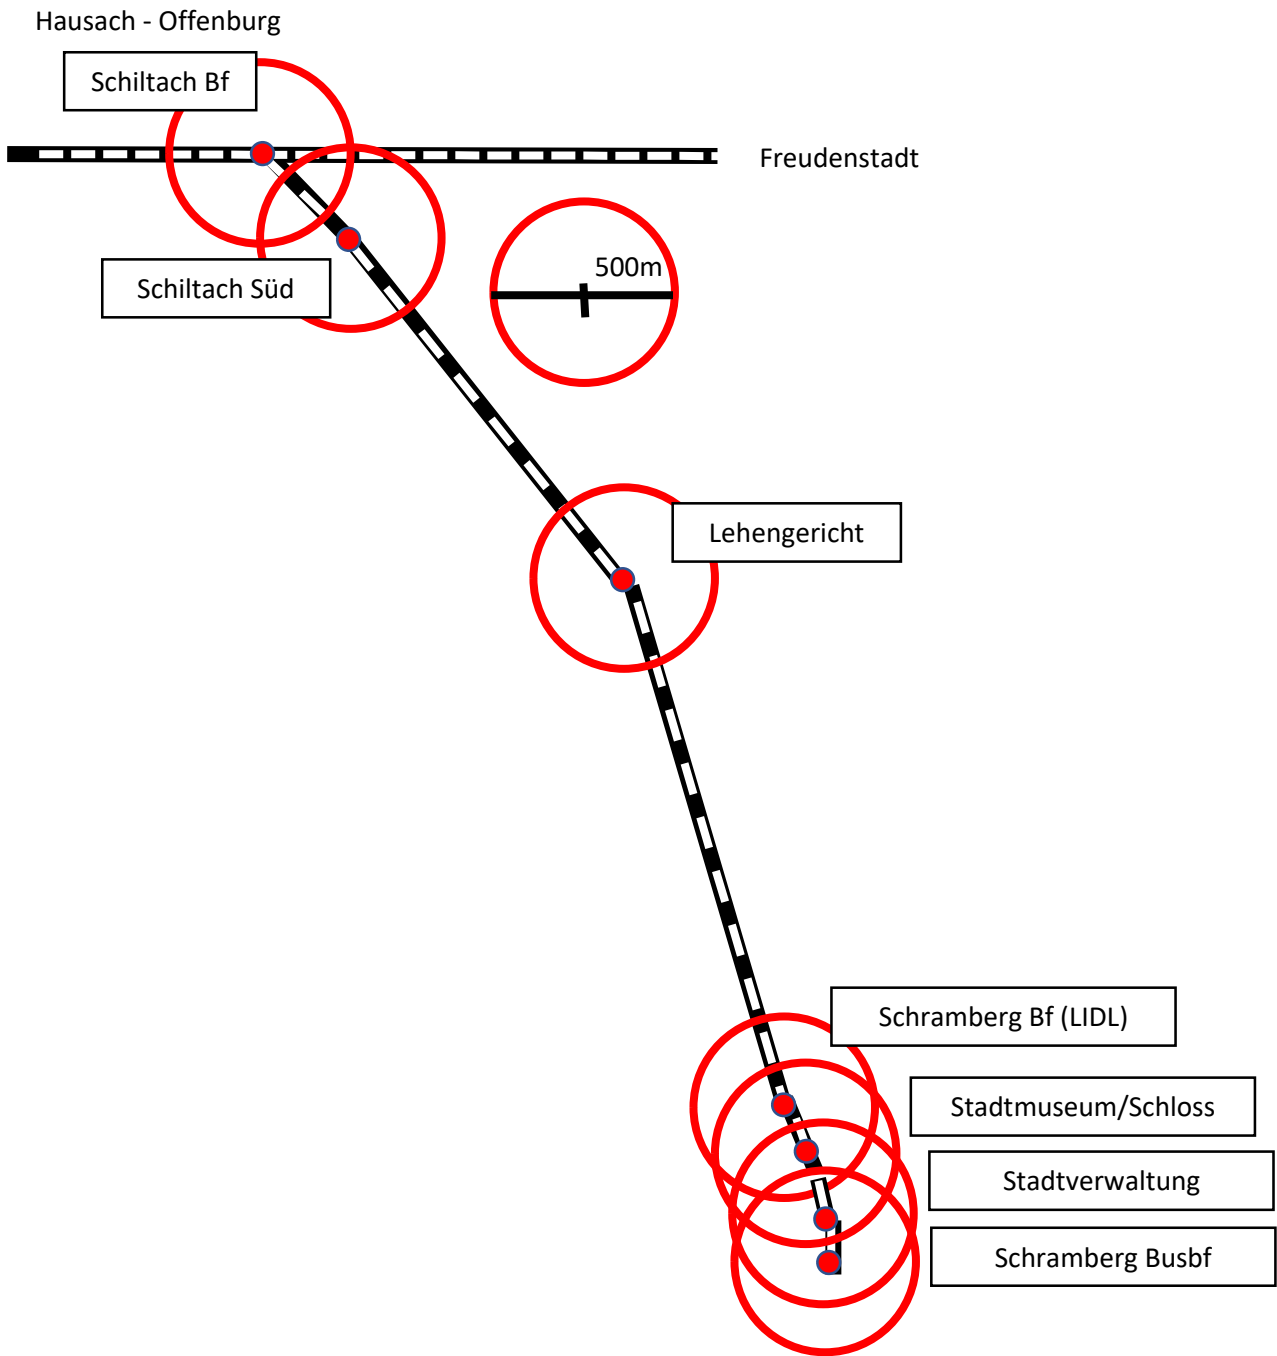 Hausach - Offenburg
Schiltach Bf
Freudenstadt
500m
Schiltach Süd
Lehengericht
Schramberg Bf (LIDL)
Stadtmuseum/Schloss
Stadtverwaltung
Schramberg Busbf